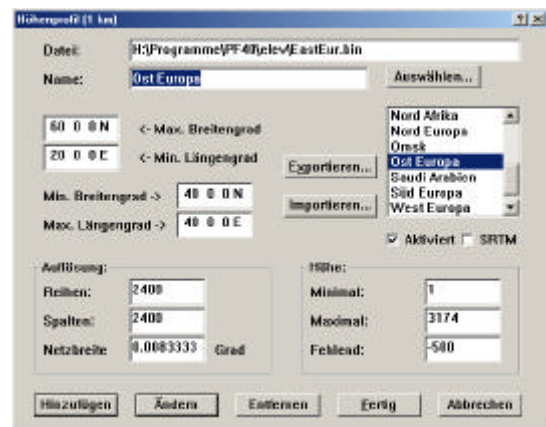 Höhenprofil (1 km)
Datei: H:\Programme\PF40\elev\EastEur.bin
Name: Ost Europa Auswählen...
60 0 0 N <- Max. Breitengrad
20 0 0 E <- Min. Längengrad
Min. Breitengrad -> 40 0 0 N
Max. Längengrad -> 40 0 0 E
Exportieren...
Importieren...
Nord Afrika
Nord Europa
Omsk
Ost Europa
Saudi Arabien
Süd Europa
West Europa
Aktiviert SRTM
Auflösung:
Reihen: 2400
Spalten: 2400
Netzbreite 0.0083333 Grad
Höhe:
Minimal: 1
Maximal: 3174
Fehlend: -500
Hinzufügen Ändern Entfernen Fertig Abbrechen